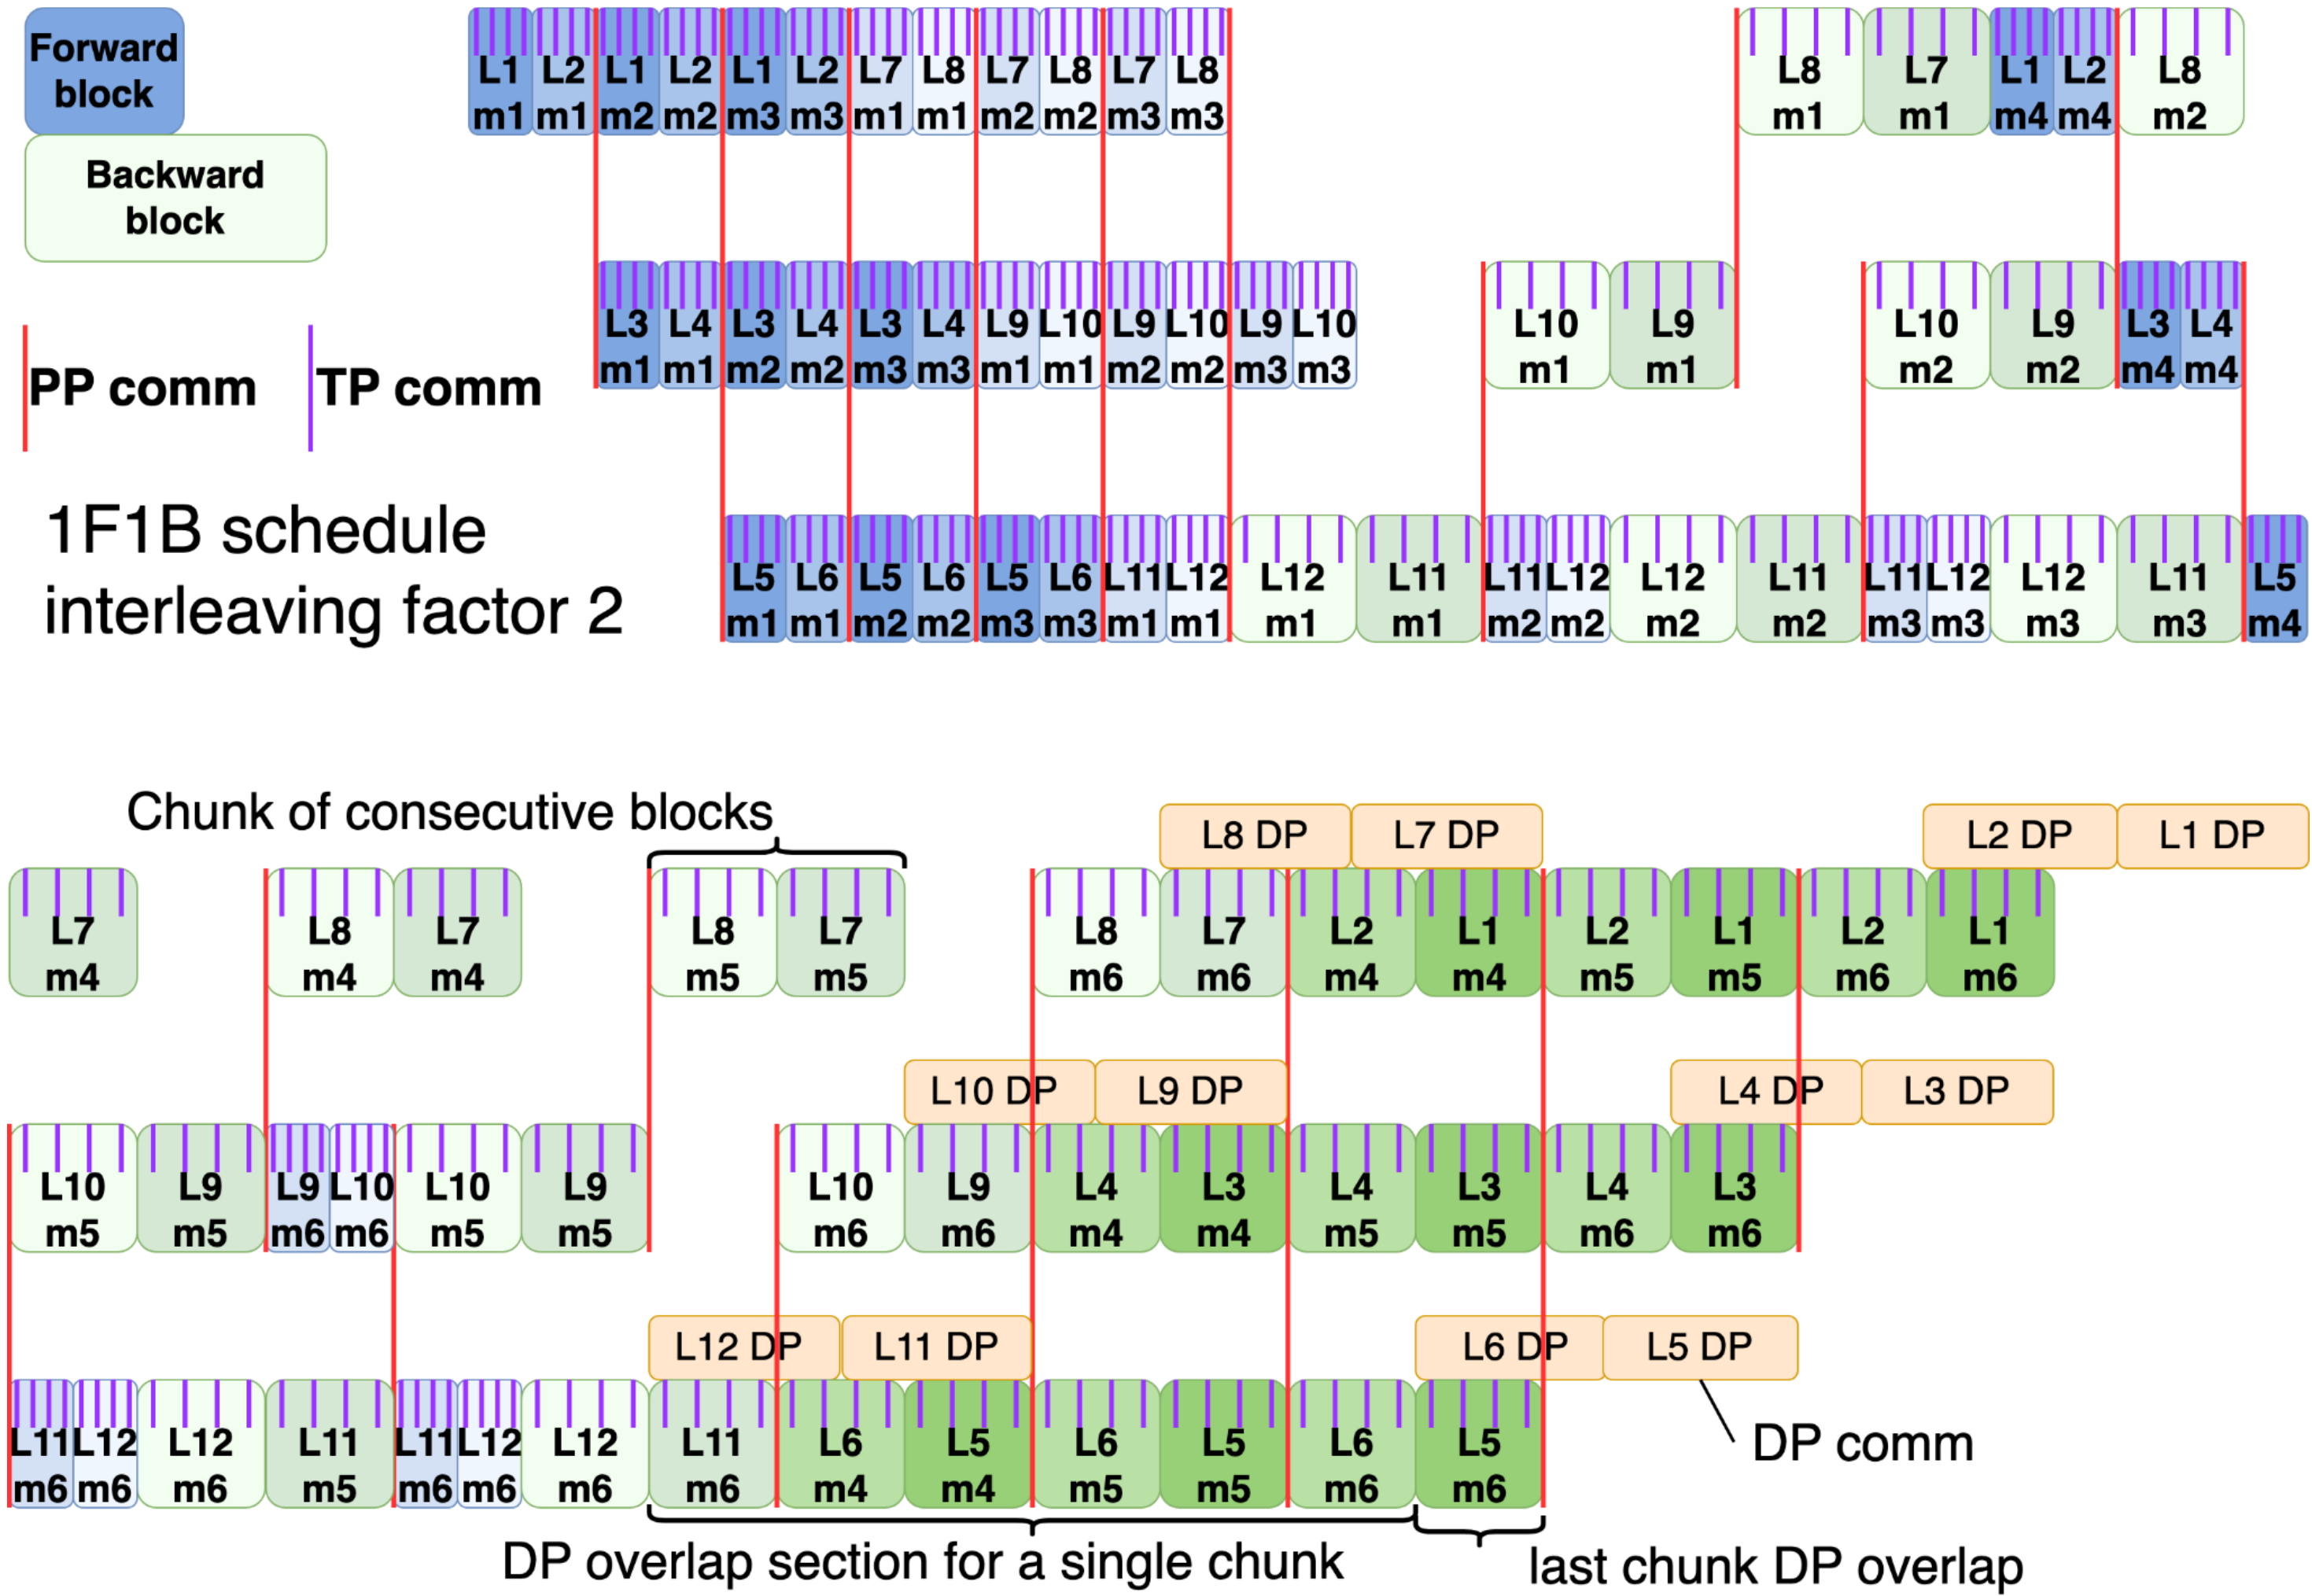 Forward
block
Backward
block
PP comm
TP comm
1F1B schedule
interleaving factor 2
L1 L2 L1 L2 L1 L2 L7 L8 L7 L8 L7 L8 L8 L7 L1 L2 L8
m1 m1 m2 m2 m3 m3 m1 m1 m2 m2 m3 m3 m1 m1 m4 m4 m2
L3 L4 L3 L4 L3 L4 L9 L10 L9 L10 L9 L10 L10 L9 L10 L9 L3 L4
m1 m1 m2 m2 m3 m3 m1 m1 m2 m2 m3 m3 m1 m1 m2 m2 m4 m4
L5 L6 L5 L6 L5 L6 L11 L12 L12 L11 L11 L12 L12 L11 L11 L12 L12 L11 L5
m1 m1 m2 m2 m3 m3 m1 m1 m1 m1 m2 m2 m2 m2 m3 m3 m3 m3 m4
Chunk of consecutive blocks
L8 DP L7 DP L2 DP L1 DP
L7 L8 L7 L8 L7 L8 L7 L2 L1 L2 L1 L2 L1
m4 m4 m4 m5 m5 m6 m6 m4 m4 m5 m5 m6 m6
L10 DP L9 DP L4 DP L3 DP
L10 L9 L9 L10 L10 L9 L10 L9 L4 L3 L4 L3 L4 L3
m5 m5 m6 m6 m5 m5 m6 m6 m4 m4 m5 m5 m6 m6
L12 DP L11 DP L6 DP L5 DP
L11 L12 L12 L11 L11 L12 L12 L11 L6 L5 L6 L5 L6 L5
m6 m6 m6 m5 m6 m6 m6 m6 m4 m4 m5 m5 m6 m6
DP comm
DP overlap section for a single chunk
last chunk DP overlap